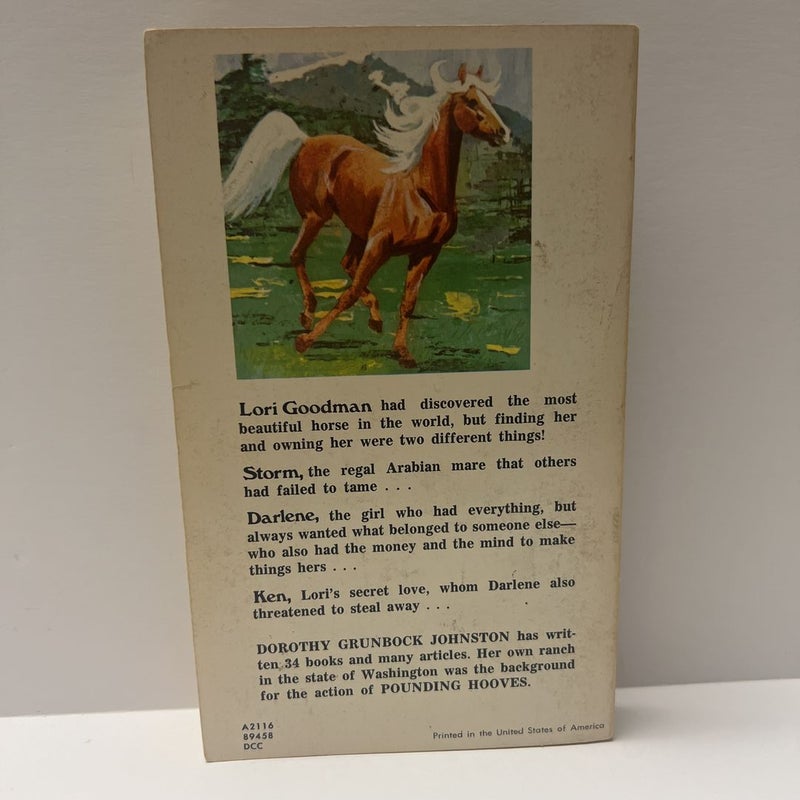 Lori Goodman had discovered the most
beautiful horse in the world, but finding her
and owning her were two different things!
Storm, the regal Arabian mare that others
had failed to tame . . .
Darlene, the girl who had everything, but
always wanted what belonged to someone else—
who also had the money and the mind to make
things hers . . .
Ken, Lori's secret love, whom Darlene also
threatened to steal away . . .
DOROTHY GRUNBOCK JOHNSTON has writ-
ten 34 books and many articles. Her own ranch
in the state of Washington was the background
for the action of POUNDING HOOVES.
A2116
89458
DCC
Printed in the United States of America